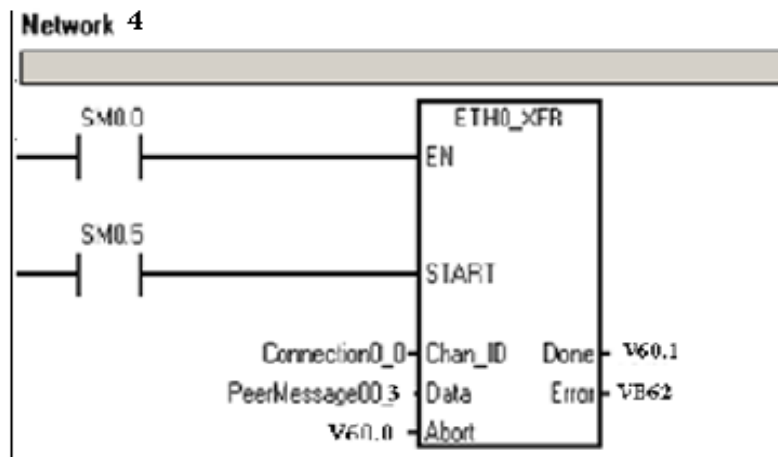 Network 4
SM0.0
ETH0_XFR
EN
SM0.5
START
Connection0_0 Chan_ID Done V60.1
PeerMessage00_3 Data Error VB62
V60.0 Abort